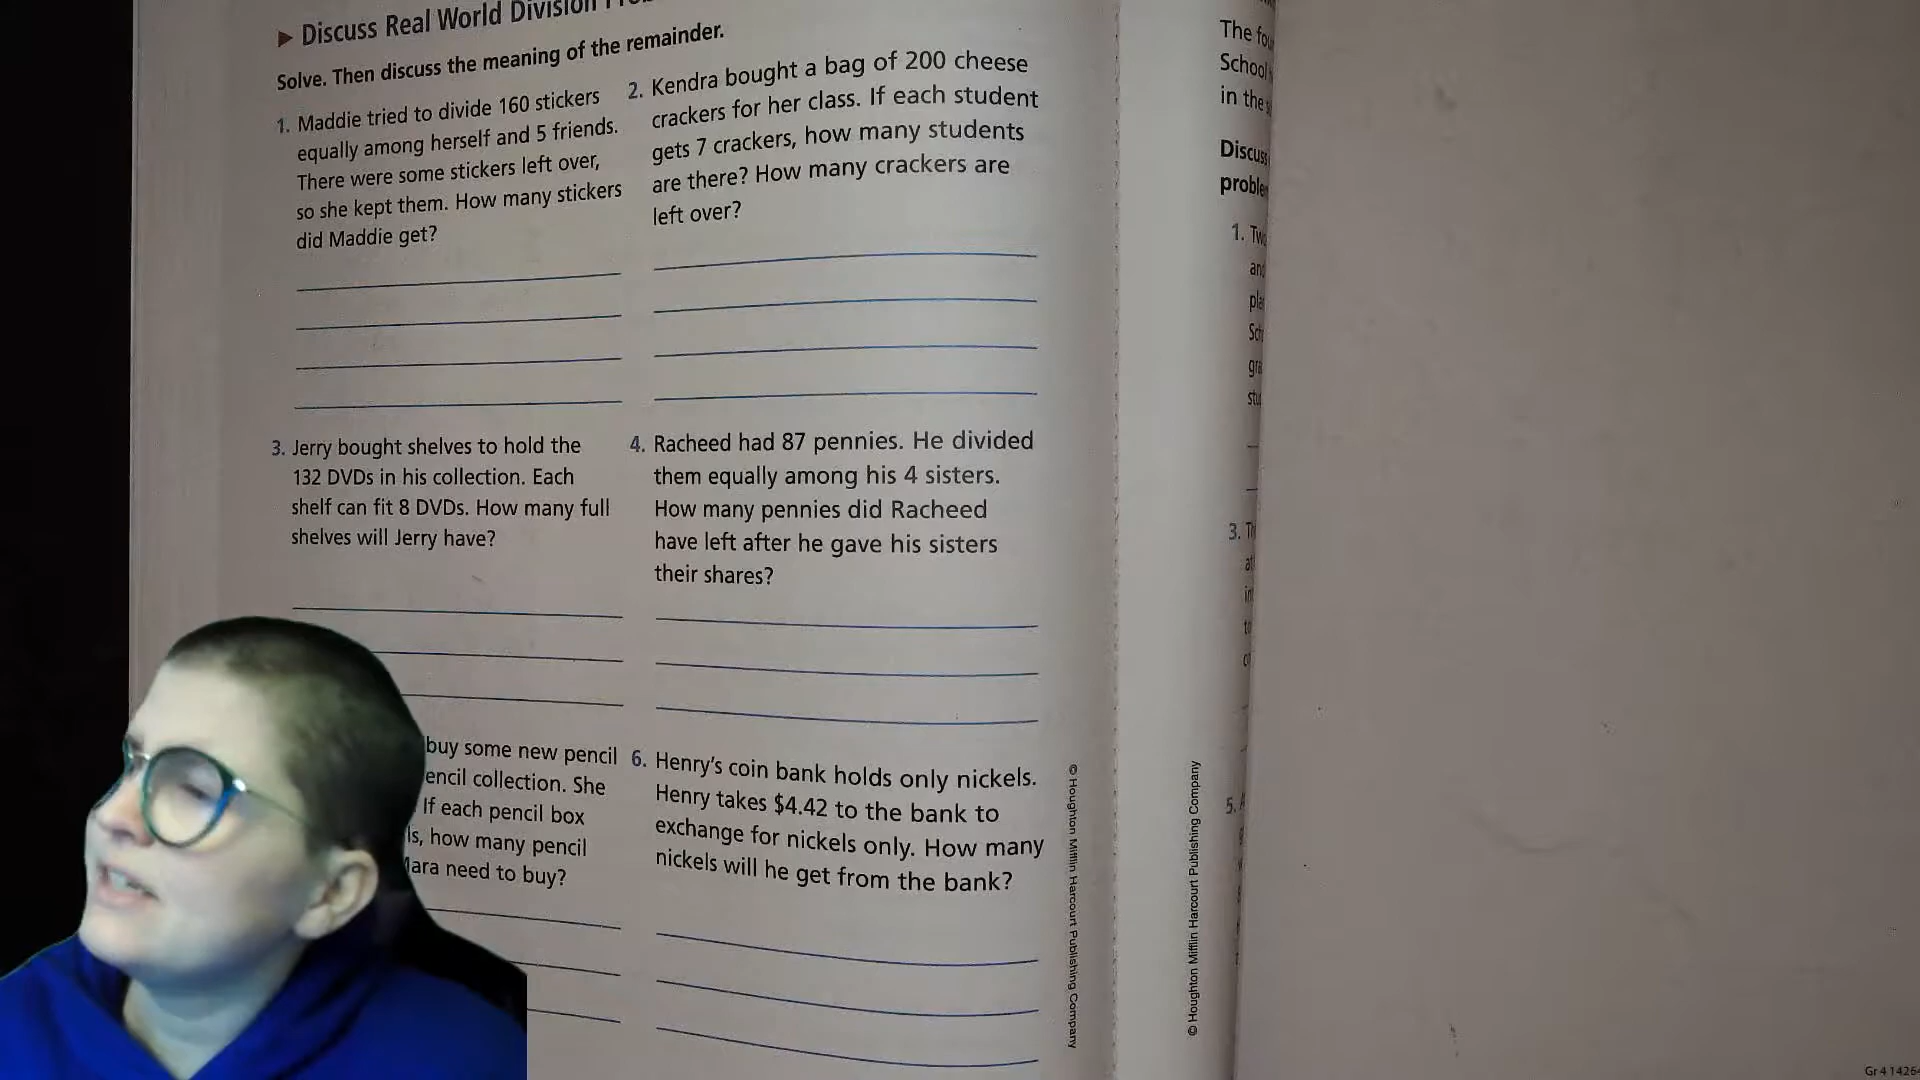 Discuss Real World Division
Solve. Then discuss the meaning of the remainder.
1. Maddie tried to divide 160 stickers
equally among herself and 5 friends.
There were some stickers left over,
so she kept them. How many stickers
did Maddie get?
2. Kendra bought a bag of 200 cheese
crackers for her class. If each student
gets 7 crackers, how many students
are there? How many crackers are
left over?
3. Jerry bought shelves to hold the
132 DVDs in his collection. Each
shelf can fit 8 DVDs. How many full
shelves will Jerry have?
4. Racheed had 87 pennies. He divided
them equally among his 4 sisters.
How many pennies did Racheed
have left after he gave his sisters
their shares?
buy some new pencil
encil collection. She
If each pencil box
ls, how many pencil
ara need to buy?
6. Henry's coin bank holds only nickels.
Henry takes $4.42 to the bank to
exchange for nickels only. How many
nickels will he get from the bank?
© Houghton Mifflin Harcourt Publishing Company
© Houghton Mifflin Harcourt Publishing Company
The
School
in the
Discuss
1.
3.
5.